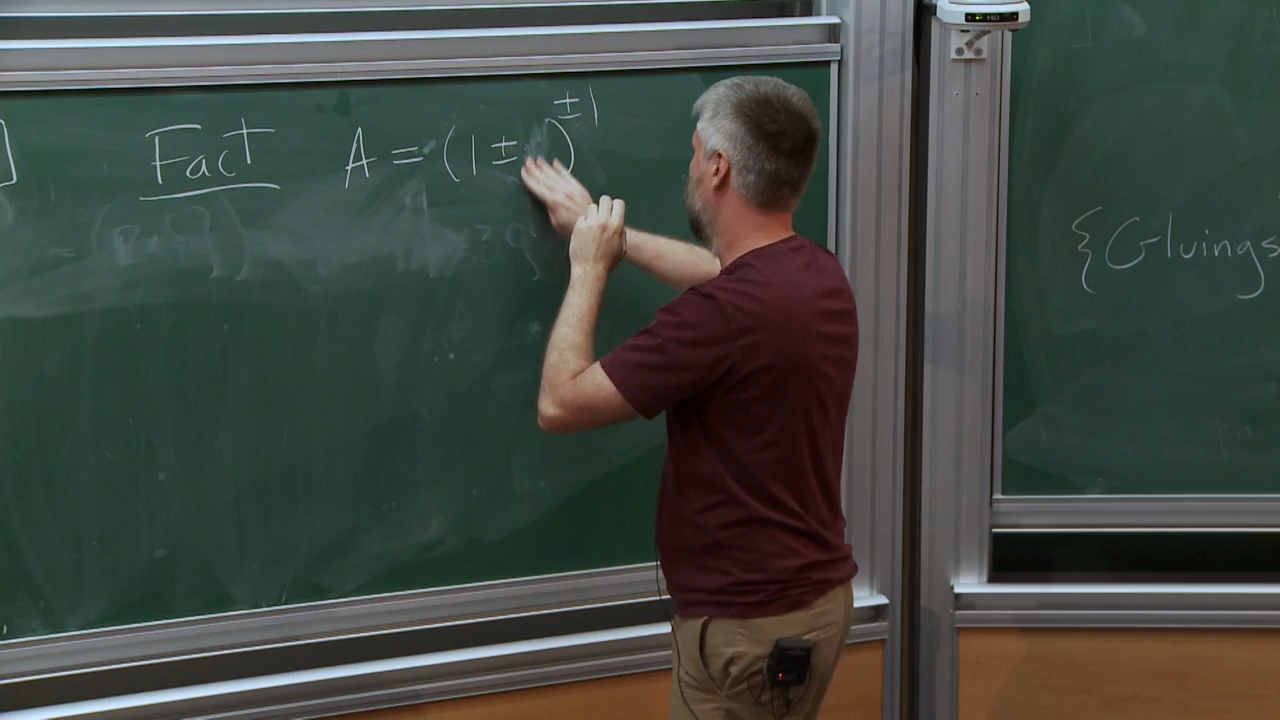 ]
Fact A = (1 ± )^±1
{Gluings